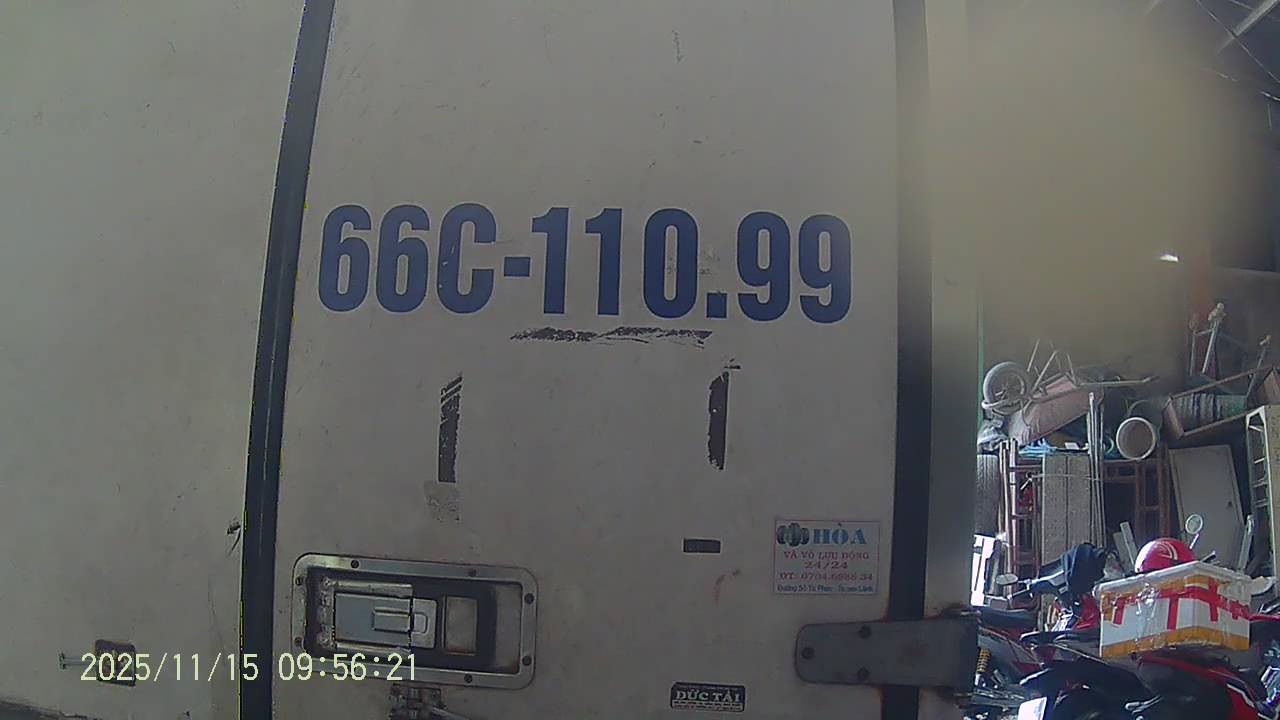 66C-110.99
HÒA
VÁ VỎ LƯU ĐỘNG
24/24
ĐỨC TÀI
2025/11/15 09:56:21